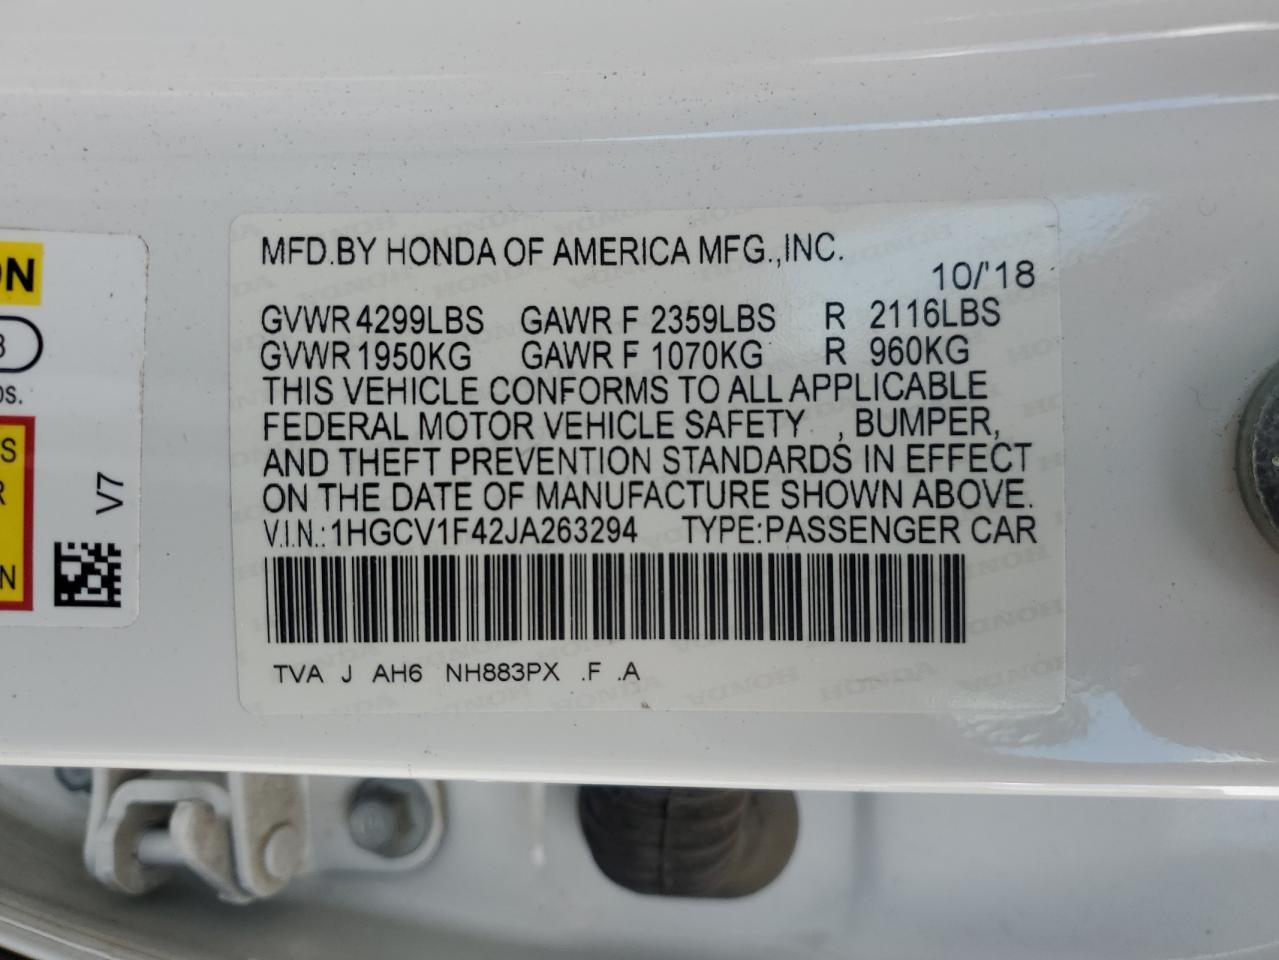 MFD.BY HONDA OF AMERICA MFG.,INC.
10/'18
GVWR 4299LBS GAWR F 2359LBS R 2116LBS
GVWR 1950KG GAWR F 1070KG R 960KG
THIS VEHICLE CONFORMS TO ALL APPLICABLE
FEDERAL MOTOR VEHICLE SAFETY , BUMPER,
AND THEFT PREVENTION STANDARDS IN EFFECT
ON THE DATE OF MANUFACTURE SHOWN ABOVE.
V.I.N.: 1HGCV1F42JA263294 TYPE:PASSENGER CAR
TVA J AH6 NH883PX .F .A
V7